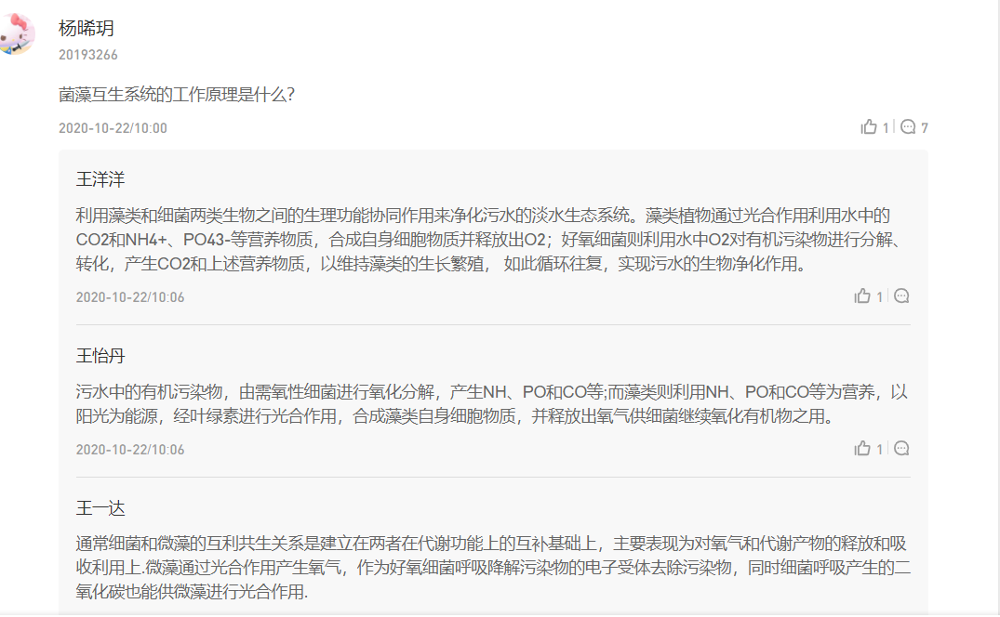 杨晞玥
20193266
菌藻互生系统的工作原理是什么?
2020-10-22/10:00
1
7
王洋洋
利用藻类和细菌两类生物之间的生理功能协同作用来净化污水的淡水生态系统。藻类植物通过光合作用利用水中的
CO2和NH4+、PO43-等营养物质，合成自身细胞物质并释放出O2；好氧细菌则利用水中O2对有机污染物进行分解、
转化，产生CO2和上述营养物质，以维持藻类的生长繁殖， 如此循环往复，实现污水的生物净化作用。
2020-10-22/10:06
1
王怡丹
污水中的有机污染物，由需氧性细菌进行氧化分解，产生NH、PO和CO等;而藻类则利用NH、PO和CO等为营养，以
阳光为能源，经叶绿素进行光合作用，合成藻类自身细胞物质，并释放出氧气供细菌继续氧化有机物之用。
2020-10-22/10:06
1
王一达
通常细菌和微藻的互利共生关系是建立在两者在代谢功能上的互补基础上，主要表现为对氧气和代谢产物的释放和吸
收利用上.微藻通过光合作用产生氧气，作为好氧细菌呼吸降解污染物的电子受体去除污染物，同时细菌呼吸产生的二
氧化碳也能供微藻进行光合作用.